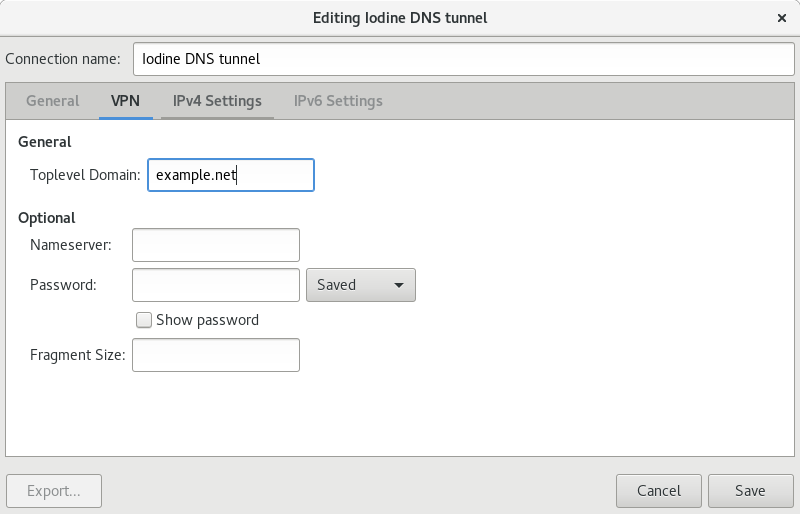 Editing Iodine DNS tunnel
Connection name: Iodine DNS tunnel
General VPN IPv4 Settings IPv6 Settings
General
Toplevel Domain: example.net
Optional
Nameserver:
Password: Saved
Show password
Fragment Size:
Export... Cancel Save